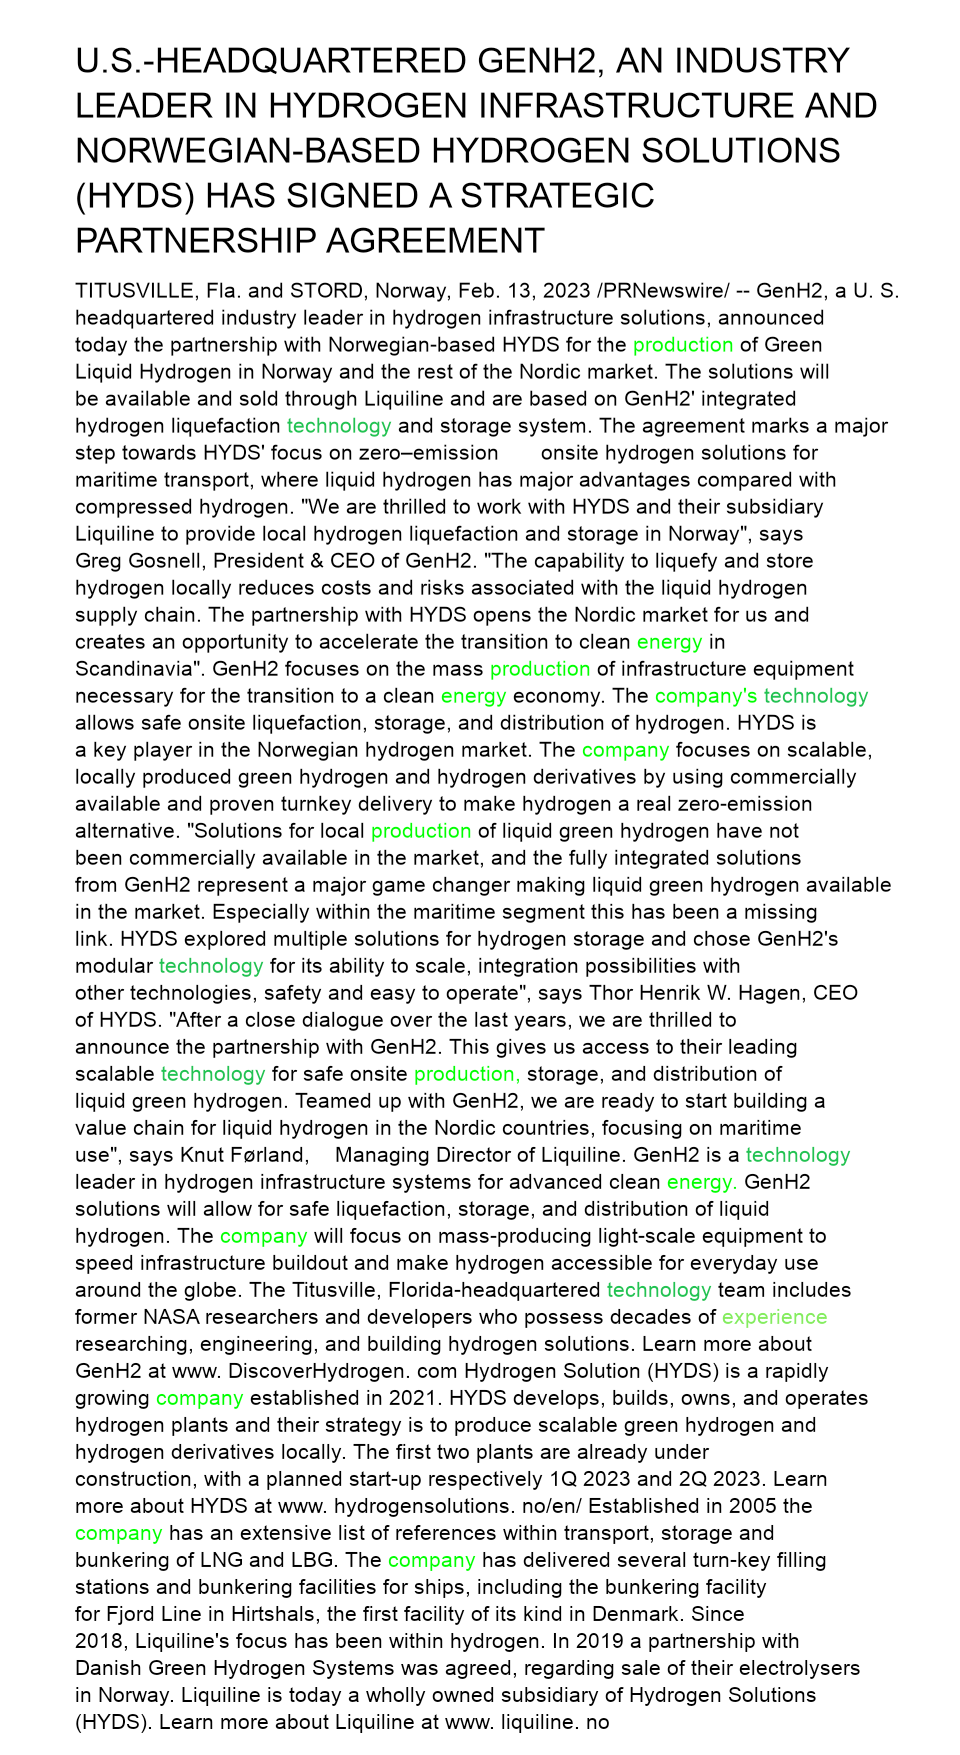 U.S.-HEADQUARTERED GENH2, AN INDUSTRY
LEADER IN HYDROGEN INFRASTRUCTURE AND
NORWEGIAN-BASED HYDROGEN SOLUTIONS
(HYDS) HAS SIGNED A STRATEGIC
PARTNERSHIP AGREEMENT
TITUSVILLE, Fla. and STORD, Norway, Feb. 13, 2023 /PRNewswire/ -- GenH2, a U. S.
headquartered industry leader in hydrogen infrastructure solutions, announced
today the partnership with Norwegian-based HYDS for the production of Green
Liquid Hydrogen in Norway and the rest of the Nordic market. The solutions will
be available and sold through Liquiline and are based on GenH2' integrated
hydrogen liquefaction technology and storage system. The agreement marks a major
step towards HYDS' focus on zero–emission onsite hydrogen solutions for
maritime transport, where liquid hydrogen has major advantages compared with
compressed hydrogen. "We are thrilled to work with HYDS and their subsidiary
Liquiline to provide local hydrogen liquefaction and storage in Norway", says
Greg Gosnell, President & CEO of GenH2. "The capability to liquefy and store
hydrogen locally reduces costs and risks associated with the liquid hydrogen
supply chain. The partnership with HYDS opens the Nordic market for us and
creates an opportunity to accelerate the transition to clean energy in
Scandinavia". GenH2 focuses on the mass production of infrastructure equipment
necessary for the transition to a clean energy economy. The company's technology
allows safe onsite liquefaction, storage, and distribution of hydrogen. HYDS is
a key player in the Norwegian hydrogen market. The company focuses on scalable,
locally produced green hydrogen and hydrogen derivatives by using commercially
available and proven turnkey delivery to make hydrogen a real zero-emission
alternative. "Solutions for local production of liquid green hydrogen have not
been commercially available in the market, and the fully integrated solutions
from GenH2 represent a major game changer making liquid green hydrogen available
in the market. Especially within the maritime segment this has been a missing
link. HYDS explored multiple solutions for hydrogen storage and chose GenH2's
modular technology for its ability to scale, integration possibilities with
other technologies, safety and easy to operate", says Thor Henrik W. Hagen, CEO
of HYDS. "After a close dialogue over the last years, we are thrilled to
announce the partnership with GenH2. This gives us access to their leading
scalable technology for safe onsite production, storage, and distribution of
liquid green hydrogen. Teamed up with GenH2, we are ready to start building a
value chain for liquid hydrogen in the Nordic countries, focusing on maritime
use", says Knut Førland, Managing Director of Liquiline. GenH2 is a technology
leader in hydrogen infrastructure systems for advanced clean energy. GenH2
solutions will allow for safe liquefaction, storage, and distribution of liquid
hydrogen. The company will focus on mass-producing light-scale equipment to
speed infrastructure buildout and make hydrogen accessible for everyday use
around the globe. The Titusville, Florida-headquartered technology team includes
former NASA researchers and developers who possess decades of experience
researching, engineering, and building hydrogen solutions. Learn more about
GenH2 at www. DiscoverHydrogen. com Hydrogen Solution (HYDS) is a rapidly
growing company established in 2021. HYDS develops, builds, owns, and operates
hydrogen plants and their strategy is to produce scalable green hydrogen and
hydrogen derivatives locally. The first two plants are already under
construction, with a planned start-up respectively 1Q 2023 and 2Q 2023. Learn
more about HYDS at www. hydrogensolutions. no/en/ Established in 2005 the
company has an extensive list of references within transport, storage and
bunkering of LNG and LBG. The company has delivered several turn-key filling
stations and bunkering facilities for ships, including the bunkering facility
for Fjord Line in Hirtshals, the first facility of its kind in Denmark. Since
2018, Liquiline's focus has been within hydrogen. In 2019 a partnership with
Danish Green Hydrogen Systems was agreed, regarding sale of their electrolysers
in Norway. Liquiline is today a wholly owned subsidiary of Hydrogen Solutions
(HYDS). Learn more about Liquiline at www. liquiline. no